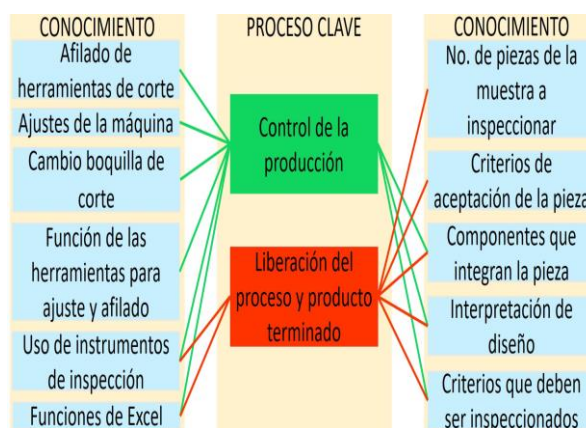 CONOCIMIENTO
Afilado de
herramientas de corte
Ajustes de la máquina
Cambio boquilla de
corte
Función de las
herramientas para
ajuste y afilado
Uso de instrumentos
de inspección
Funciones de Excel
PROCESO CLAVE
Control de la
producción
Liberación del
proceso y producto
terminado
CONOCIMIENTO
No. de piezas de la
muestra a
inspeccionar
Criterios de
aceptación de la pieza
Componentes que
integran la pieza
Interpretación de
diseño
Criterios que deben
ser inspeccionados